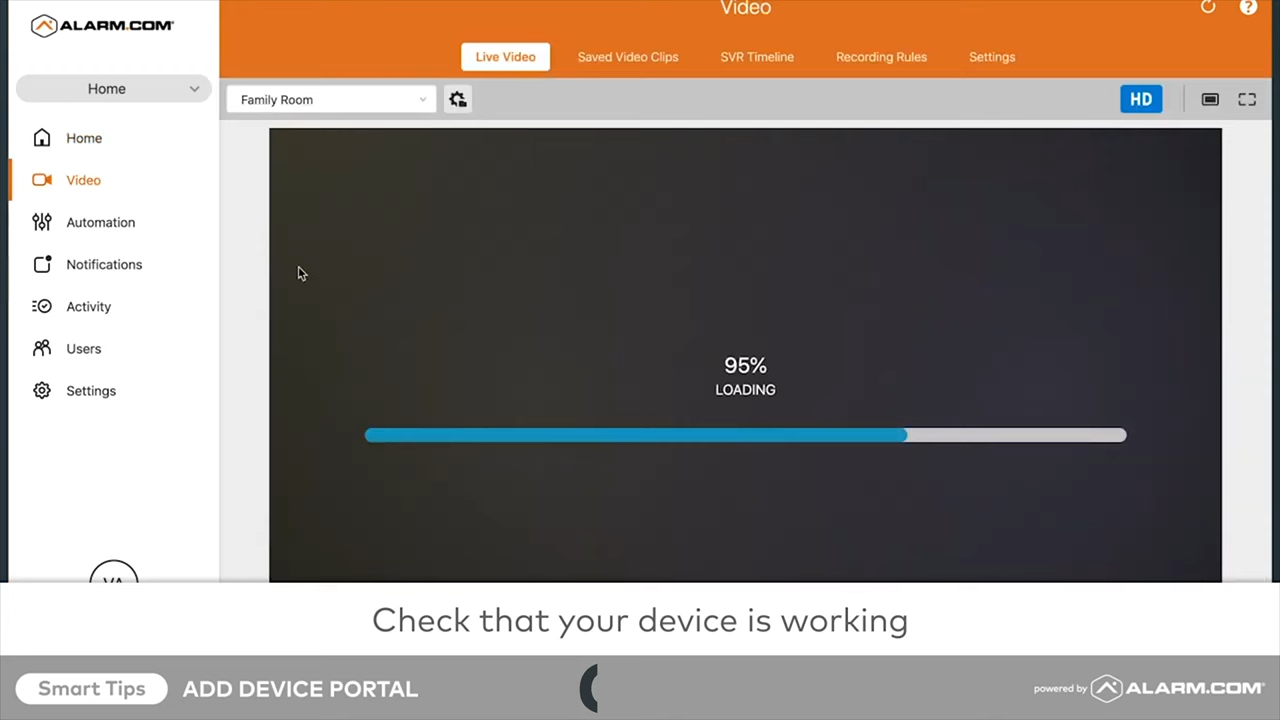 ALARM.COM
Video
?
Live Video
Saved Video Clips
SVR Timeline
Recording Rules
Settings
Home
Family Room
HD
Home
Video
Automation
Notifications
Activity
Users
Settings
95%
LOADING
VA
Check that your device is working
Smart Tips
ADD DEVICE PORTAL
powered by ALARM.COM